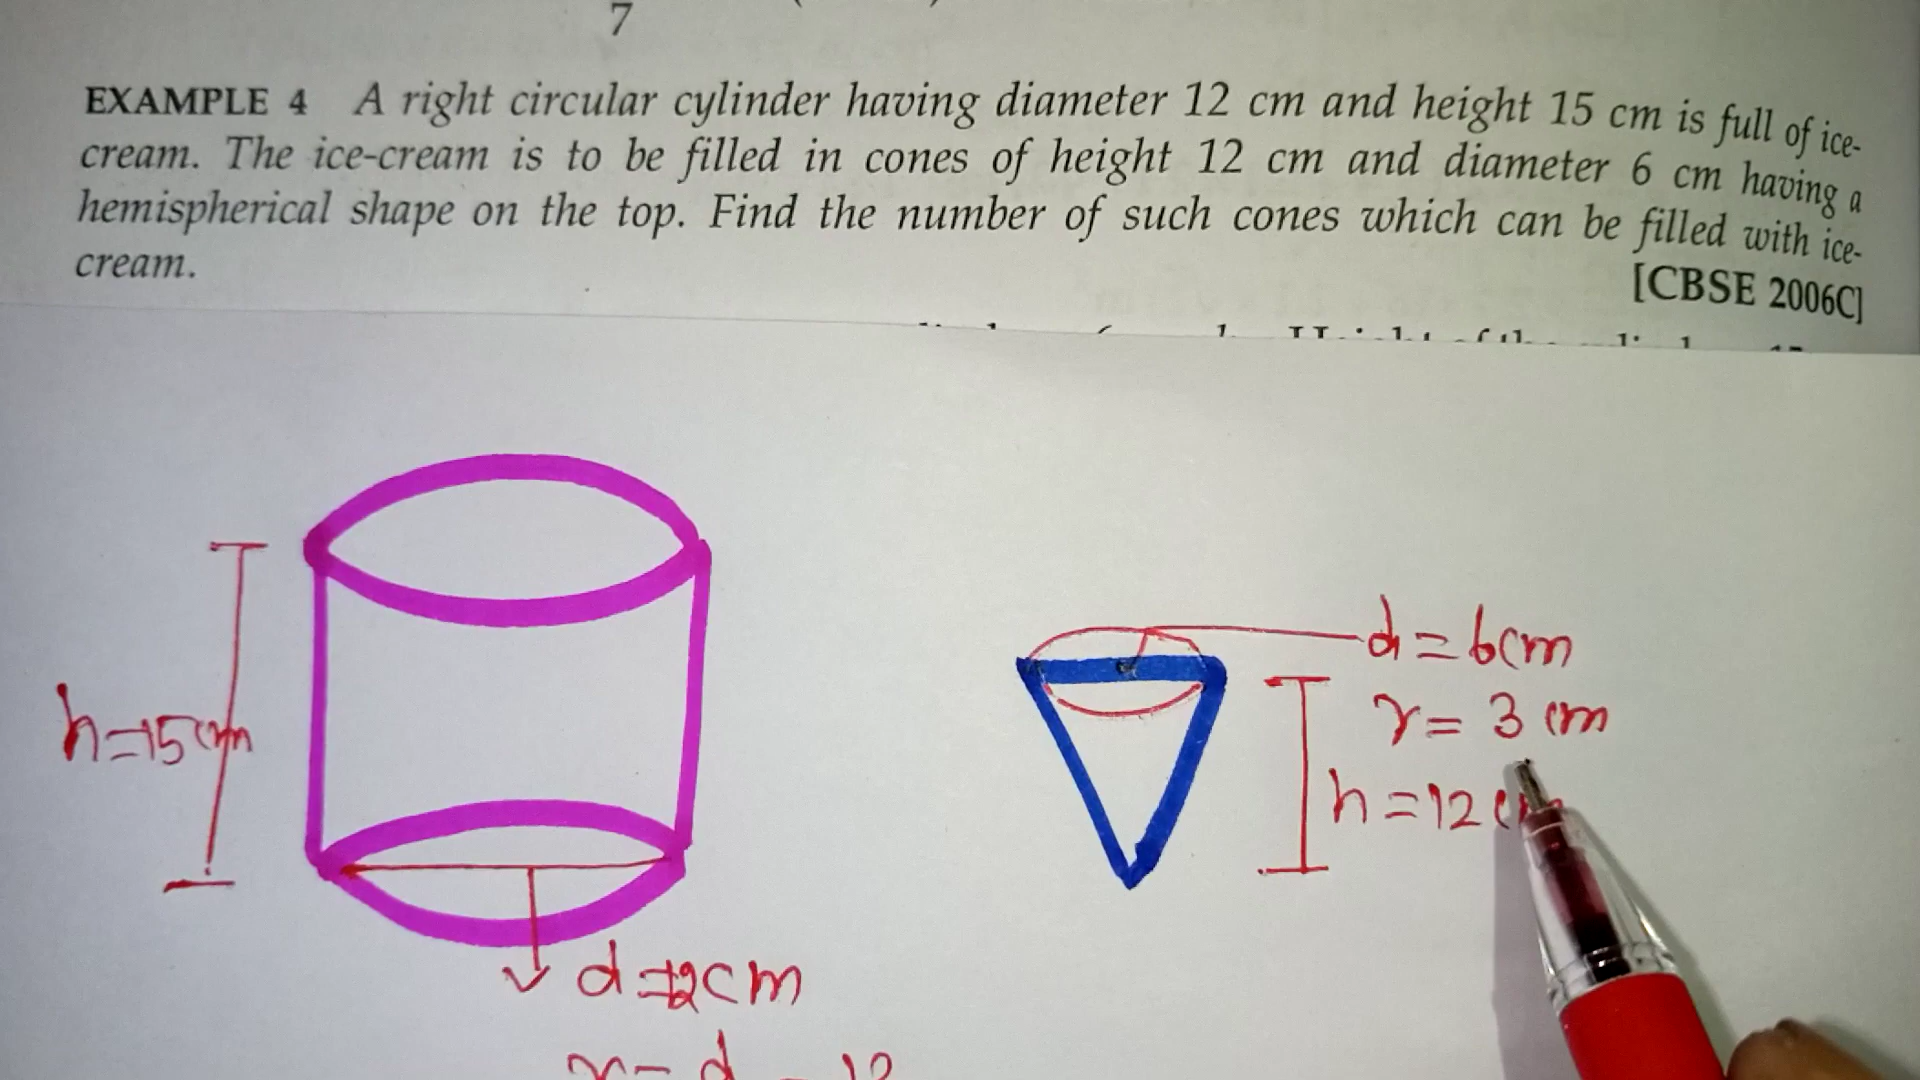 7
EXAMPLE 4 A right circular cylinder having diameter 12 cm and height 15 cm is full of ice-
cream. The ice-cream is to be filled in cones of height 12 cm and diameter 6 cm having a
hemispherical shape on the top. Find the number of such cones which can be filled with ice-
cream.
[CBSE 2006C]
h=15cm
d=12cm
d=6cm
r=3cm
h=12cm